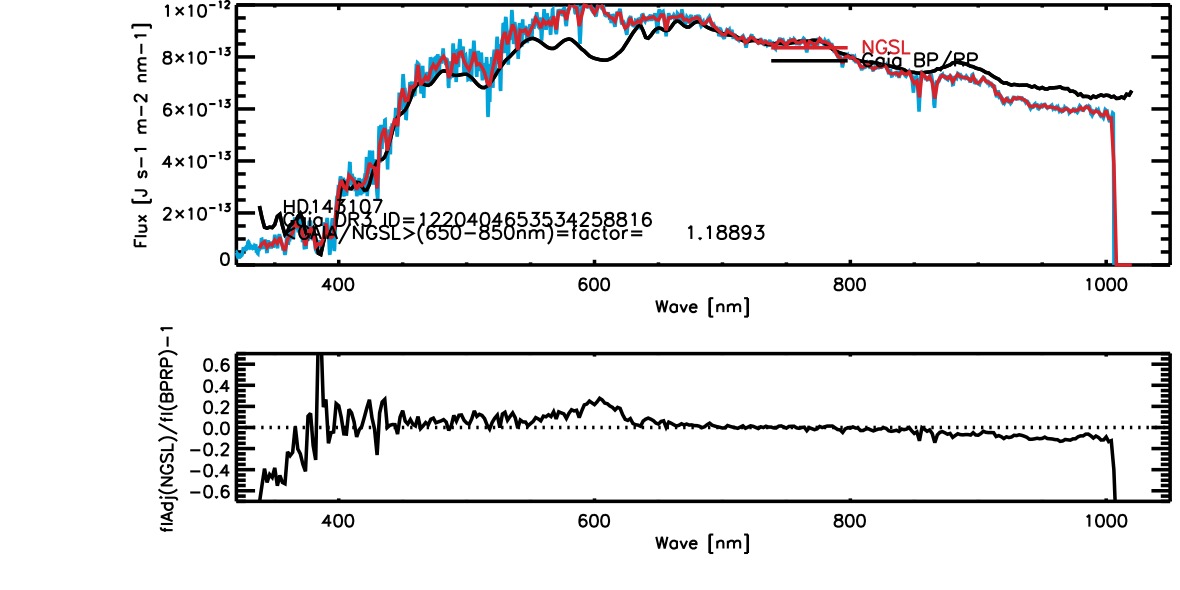 1×10−12
8×10−13
6×10−13
4×10−13
2×10−13
0
Flux [J s−1 m−2 nm−1]
NGSL
Gaia BP/RP
HD143107
Gaia DR3 ID=1220404653534258816
<GAIA/NGSL>(650−850nm)=factor= 1.18893
400 600 800 1000
Wave [nm]
flAdj(NGSL)/fl(BPRP)−1
0.6
0.4
0.2
0.0
−0.2
−0.4
−0.6
400 600 800 1000
Wave [nm]